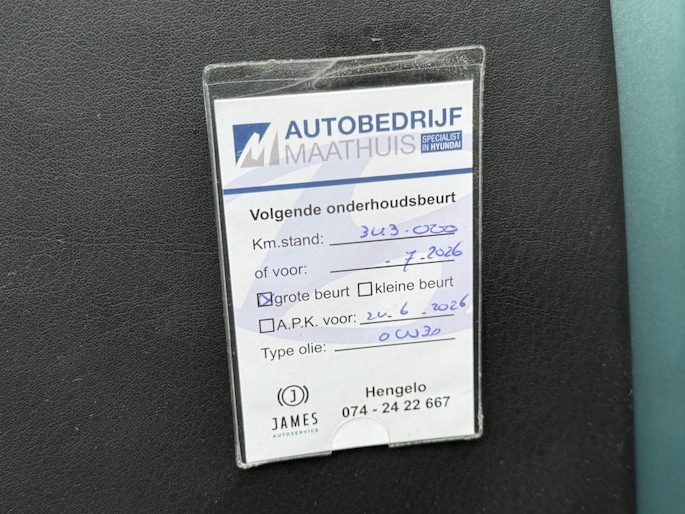 AUTOBEDRIJF
MAATHUIS SPECIALIST IN HYUNDAI
Volgende onderhoudsbeurt
Km.stand: 343.000
of voor: - 7-2026
grote beurt kleine beurt
A.P.K. voor: 24-6-2026
Type olie: 0W30
JAMES
AUTOSERVICE
Hengelo
074 - 24 22 667